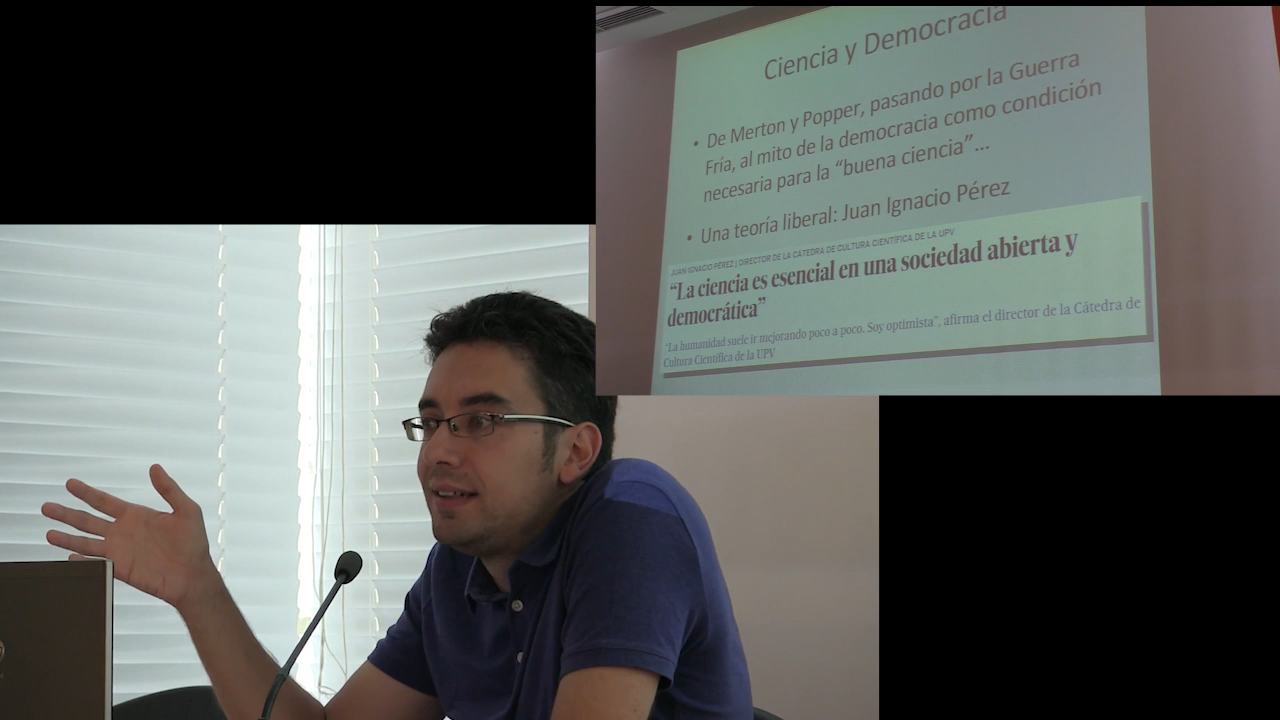 Ciencia y Democracia
• De Merton y Popper, pasando por la Guerra
Fría, al mito de la democracia como condición
necesaria para la “buena ciencia”...
• Una teoría liberal: Juan Ignacio Pérez
JUAN IGNACIO PÉREZ | DIRECTOR DE LA CÁTEDRA DE CULTURA CIENTÍFICA DE LA UPV
“La ciencia es esencial en una sociedad abierta y
democrática”
“La humanidad suele ir mejorando poco a poco. Soy optimista”, afirma el director de la Cátedra de
Cultura Científica de la UPV